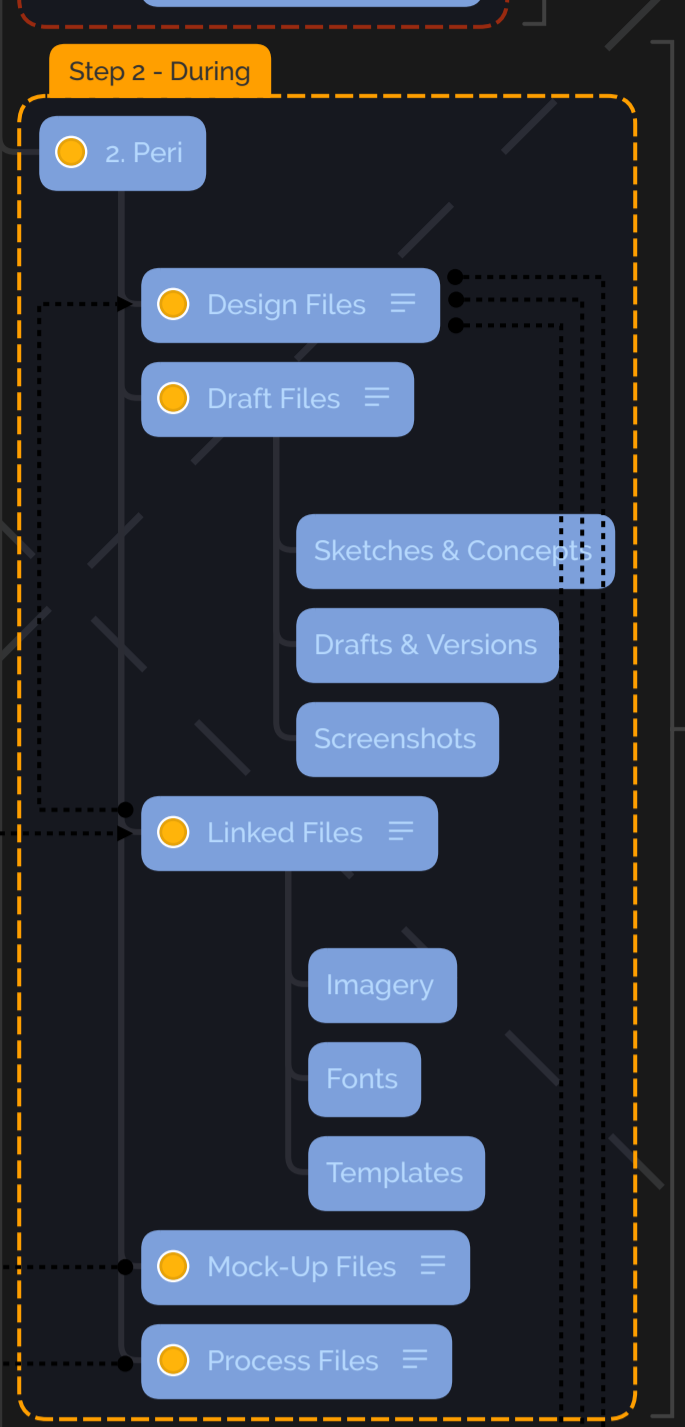 Step 2 - During
2. Peri
Design Files
Draft Files
Sketches & Concepts
Drafts & Versions
Screenshots
Linked Files
Imagery
Fonts
Templates
Mock-Up Files
Process Files